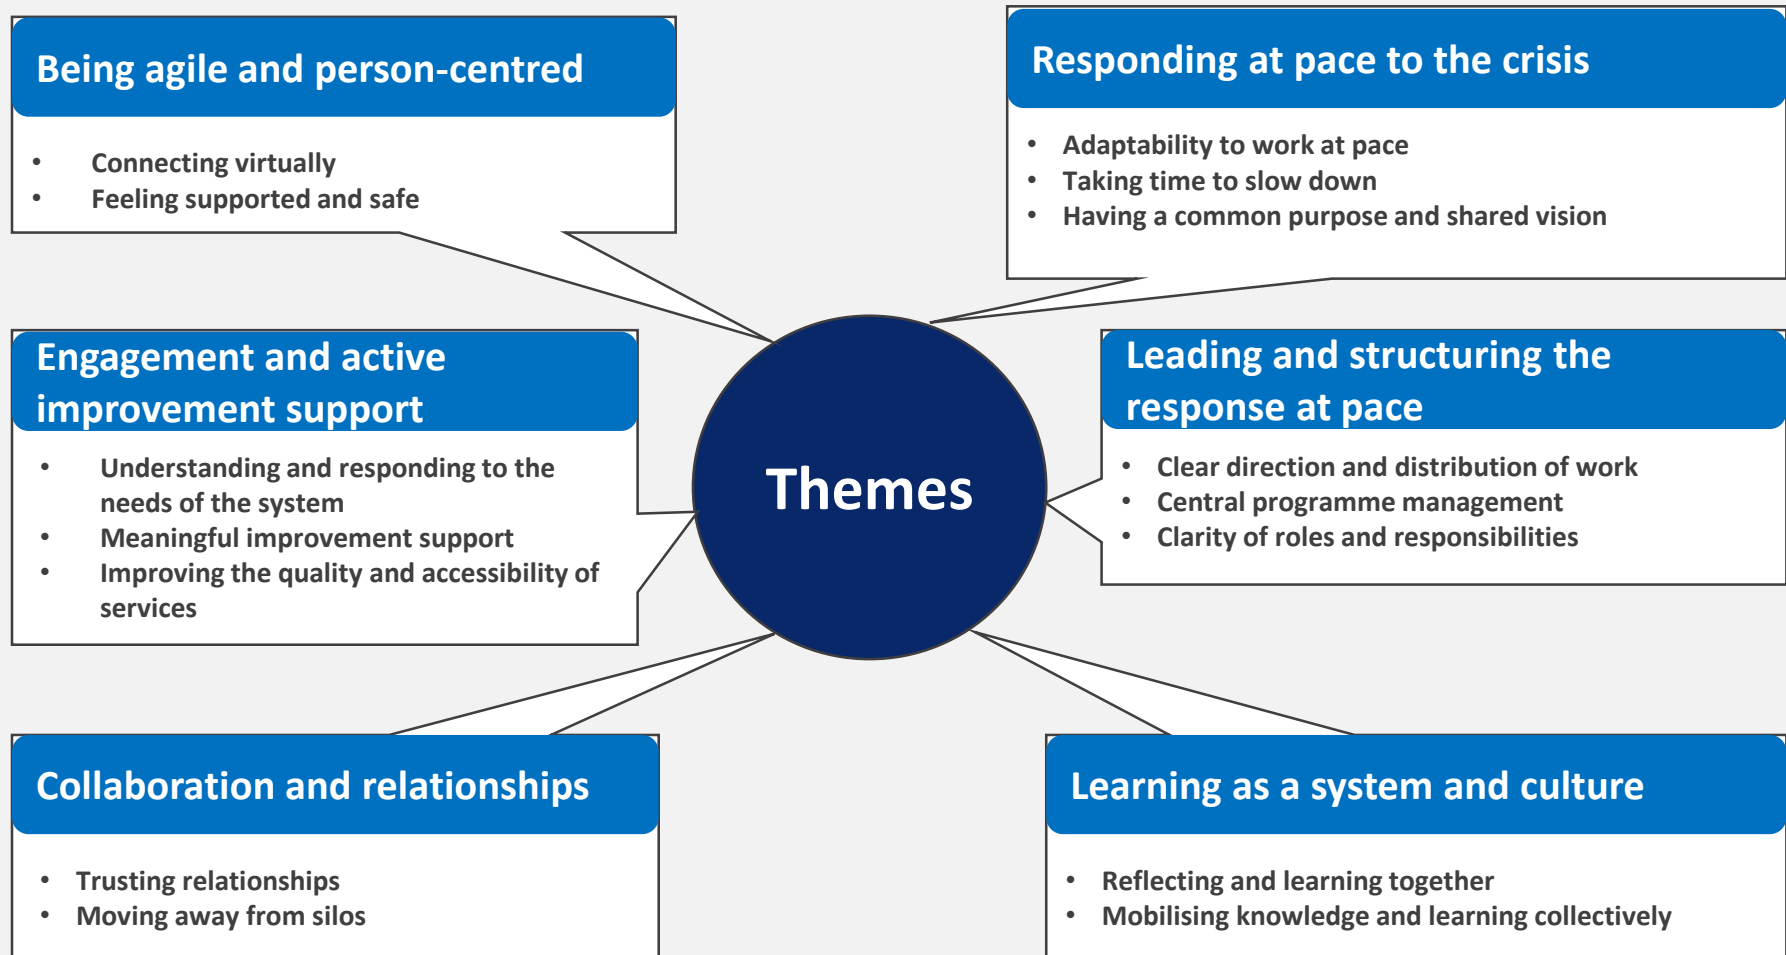 Being agile and person-centred
• Connecting virtually
• Feeling supported and safe
Responding at pace to the crisis
• Adaptability to work at pace
• Taking time to slow down
• Having a common purpose and shared vision
Engagement and active
improvement support
• Understanding and responding to the
needs of the system
• Meaningful improvement support
• Improving the quality and accessibility of
services
Themes
Leading and structuring the
response at pace
• Clear direction and distribution of work
• Central programme management
• Clarity of roles and responsibilities
Collaboration and relationships
• Trusting relationships
• Moving away from silos
Learning as a system and culture
• Reflecting and learning together
• Mobilising knowledge and learning collectively